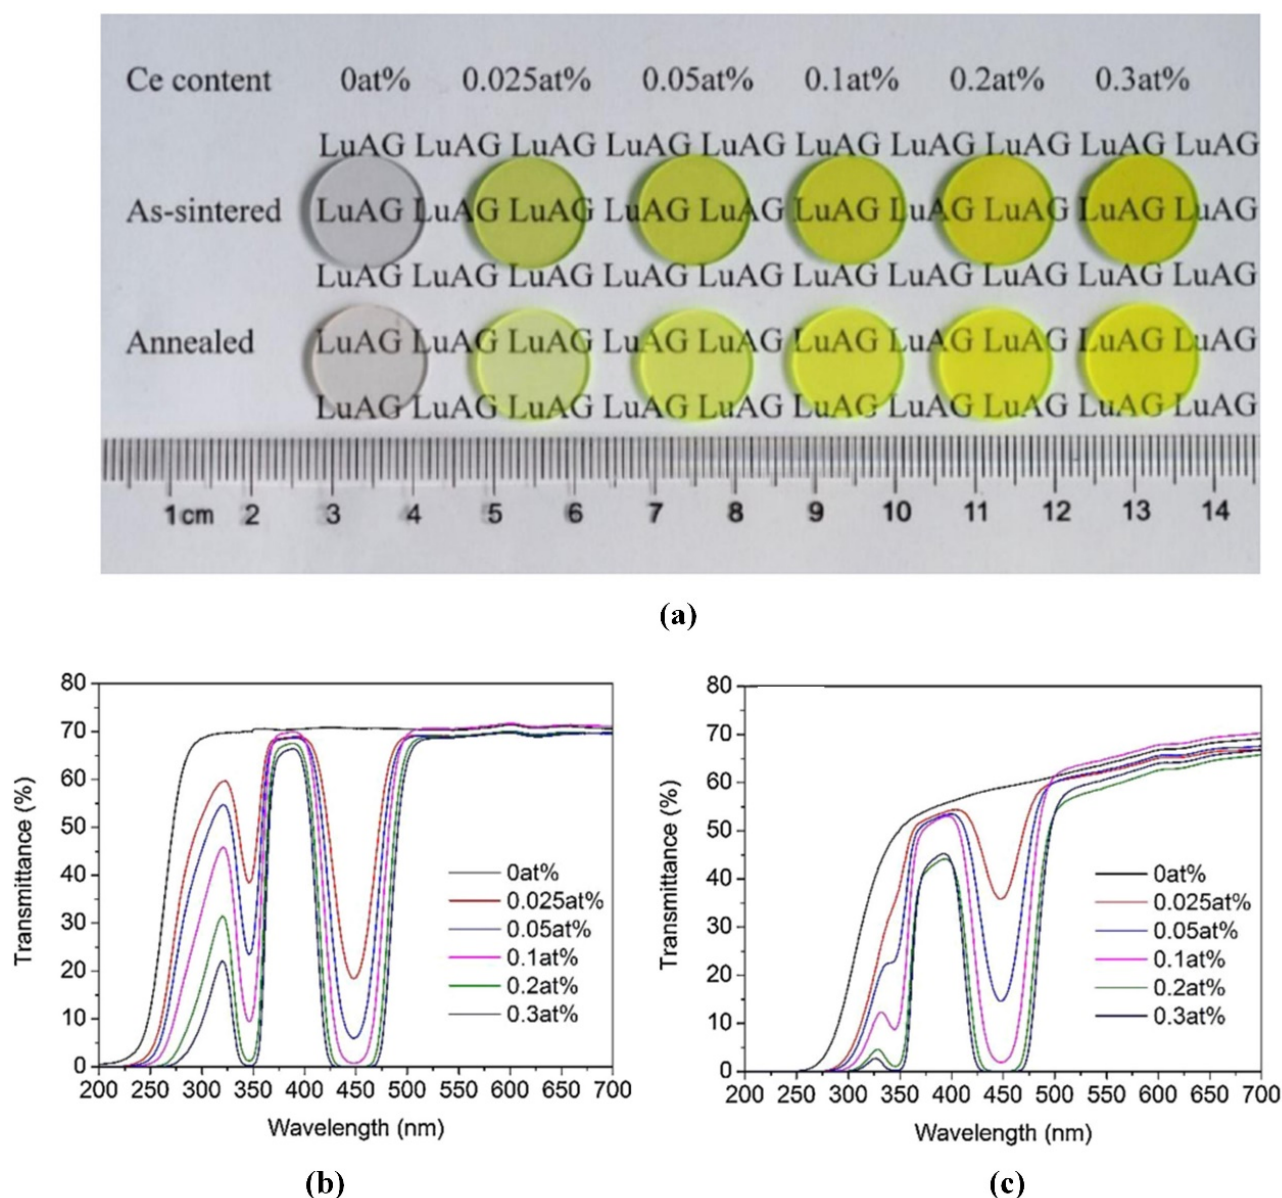 Ce content 0at% 0.025at% 0.05at% 0.1at% 0.2at% 0.3at%
LuAG LuAG LuAG LuAG LuAG LuAG LuAG LuAG LuAG LuAG
As-sintered LuAG LuAG LuAG LuAG LuAG LuAG LuAG LuAG LuAG LuAG
LuAG LuAG LuAG LuAG LuAG LuAG LuAG LuAG LuAG LuAG
Annealed LuAG LuAG LuAG LuAG LuAG LuAG LuAG LuAG LuAG LuAG
LuAG LuAG LuAG LuAG LuAG LuAG LuAG LuAG LuAG LuAG
1cm 2 3 4 5 6 7 8 9 10 11 12 13 14
(a)
80
70
60
50
40
30
20
10
0
Transmittance (%)
0at%
0.025at%
0.05at%
0.1at%
0.2at%
0.3at%
200 250 300 350 400 450 500 550 600 650 700
Wavelength (nm)
(b)
80
70
60
50
40
30
20
10
0
Transmittance (%)
0at%
0.025at%
0.05at%
0.1at%
0.2at%
0.3at%
200 250 300 350 400 450 500 550 600 650 700
Wavelength (nm)
(c)